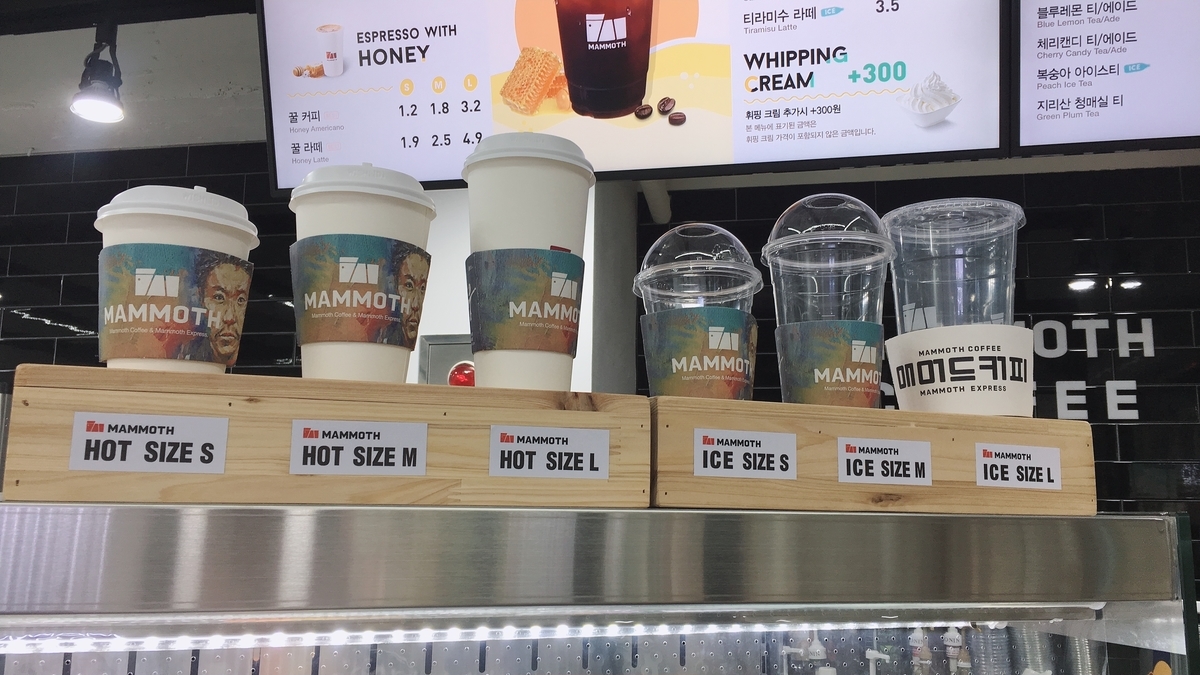 ESPRESSO WITH
HONEY
S M L
꿀 커피 1.2 1.8 3.2
Honey Americano
꿀 라떼 1.9 2.5 4.9
Honey Latte
MAMMOTH
티라미수 라떼 ICE 3.5
Tiramisu Latte
WHIPPING
CREAM +300
휘핑 크림 추가시 +300원
본 메뉴에 표기된 금액은
휘핑 크림 가격이 포함되지 않은 금액입니다.
블루레몬 티/에이드
Blue Lemon Tea/Ade
체리캔디 티/에이드
Cherry Candy Tea/Ade
복숭아 아이스티 ICE
Peach Ice Tea
지리산 청매실 티
Green Plum Tea
MAMMOTH
Mammoth Coffee & Mammoth Express
MAMMOTH
Mammoth Coffee & Mammoth Express
MAMMO
Mammoth Coffee & Mammoth
MAMMOTH
Mammoth Coffee & Mammoth
MAMMO
Mammoth Coffee &
MAMMOTH COFFEE
매머드커피
MAMMOTH EXPRESS
OTH
EE
MAMMOTH
HOT SIZE S
MAMMOTH
HOT SIZE M
MAMMOTH
HOT SIZE L
MAMMOTH
ICE SIZE S
MAMMOTH
ICE SIZE M
MAMMOTH
ICE SIZE L